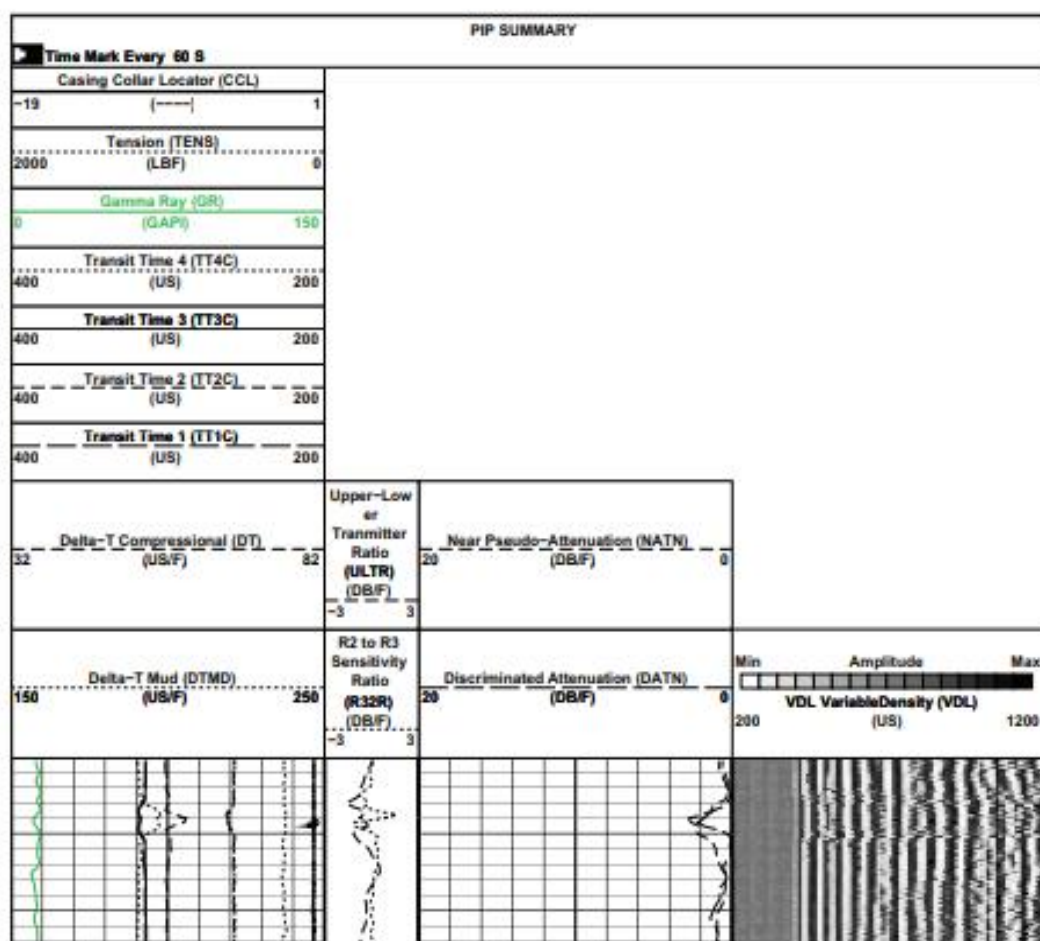 PIP SUMMARY
Time Mark Every 60 S
Casing Collar Locator (CCL)
−19 (−−−−| 1
Tension (TENS)
2000 (LBF) 0
Gamma Ray (GR)
0 (GAPI) 150
Transit Time 4 (TT4C)
400 (US) 200
Transit Time 3 (TT3C)
400 (US) 200
Transit Time 2 (TT2C)
400 (US) 200
Transit Time 1 (TT1C)
400 (US) 200
Delta−T Compressional (DT)
32 (US/F) 82
Upper−Low
er
Tranmitter
Ratio
(ULTR)
(DB/F)
−3 3
Near Pseudo−Attenuation (NATN)
20 (DB/F) 0
Delta−T Mud (DTMD)
150 (US/F) 250
R2 to R3
Sensitivity
Ratio
(R32R)
(DB/F)
−3 3
Discriminated Attenuation (DATN)
20 (DB/F) 0
Min Amplitude Max
VDL VariableDensity (VDL)
200 (US) 1200